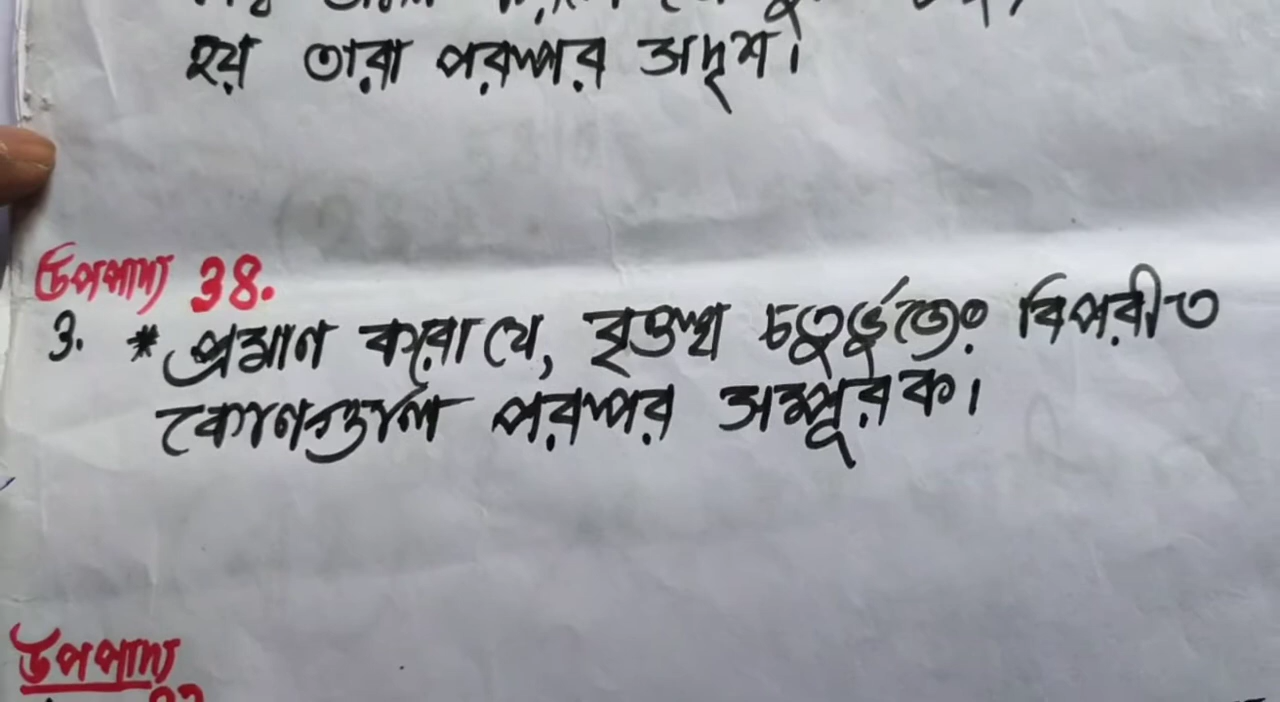 হয় তারা পরস্পর সদৃশ।
উপপাদ্য 38.
3. * প্রমাণ করো যে, বৃত্তস্থ চতুর্ভুজের বিপরীত
কোণগুলি পরস্পর সম্পূরক।
উপপাদ্য